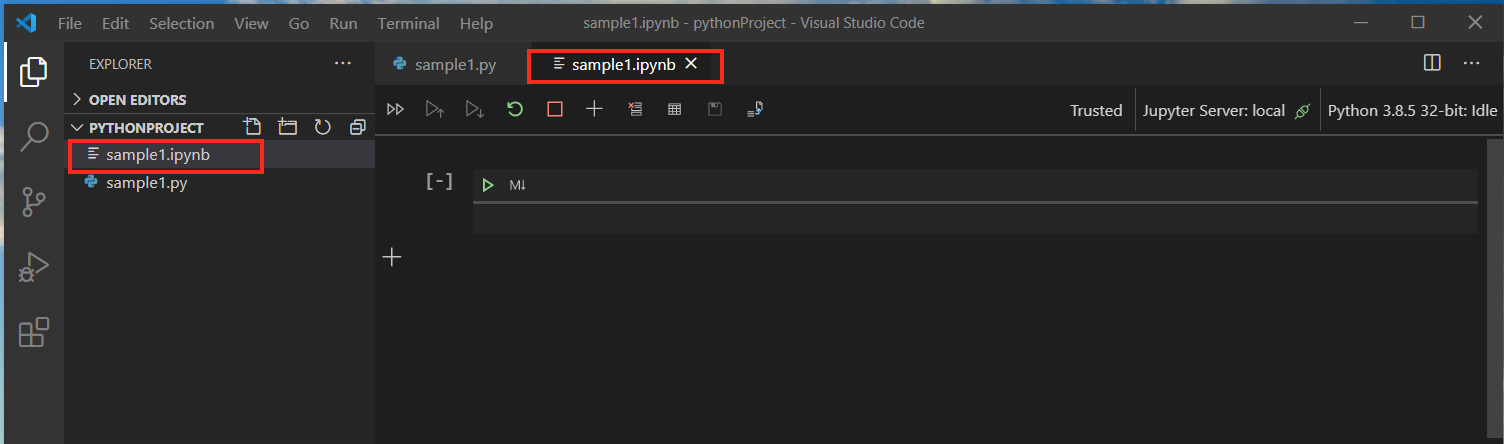 File Edit Selection View Go Run Terminal Help sample1.ipynb - pythonProject - Visual Studio Code
EXPLORER
sample1.py sample1.ipynb
OPEN EDITORS
PYTHONPROJECT
Trusted Jupyter Server: local Python 3.8.5 32-bit: Idle
sample1.ipynb
sample1.py
[-] M↓